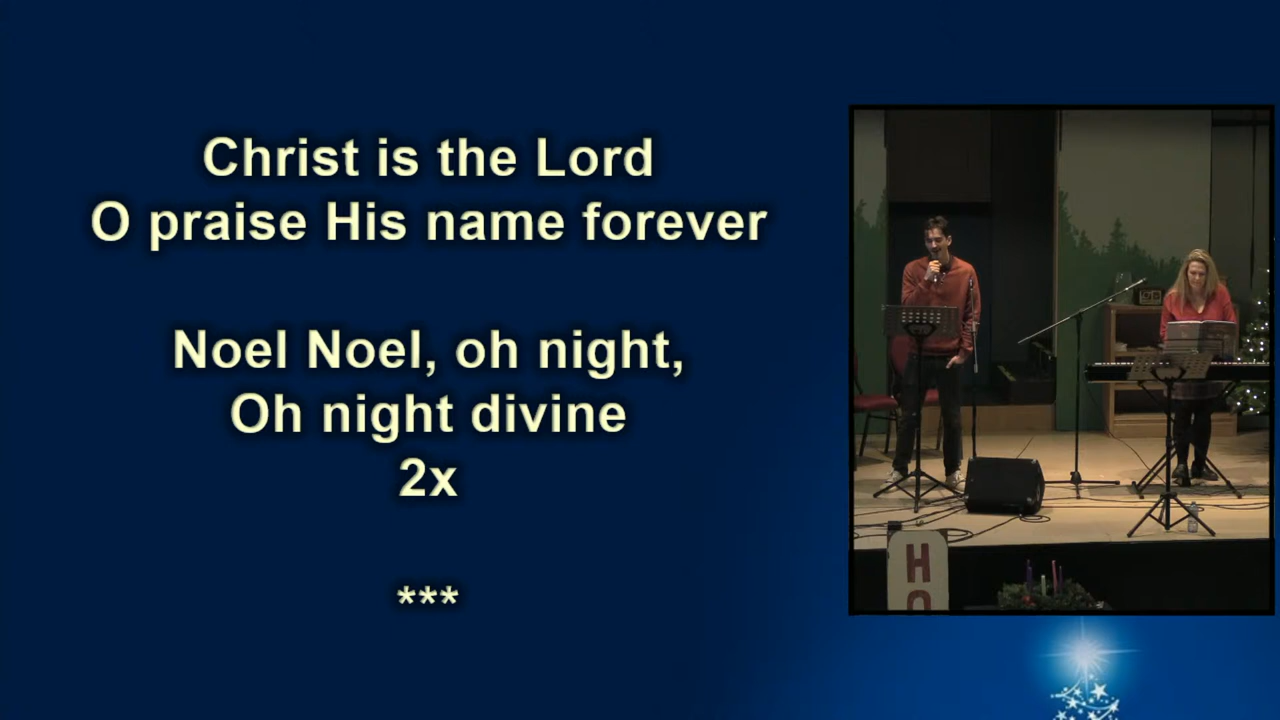 Christ is the Lord
O praise His name forever
Noel Noel, oh night,
Oh night divine
2x
***
H
O